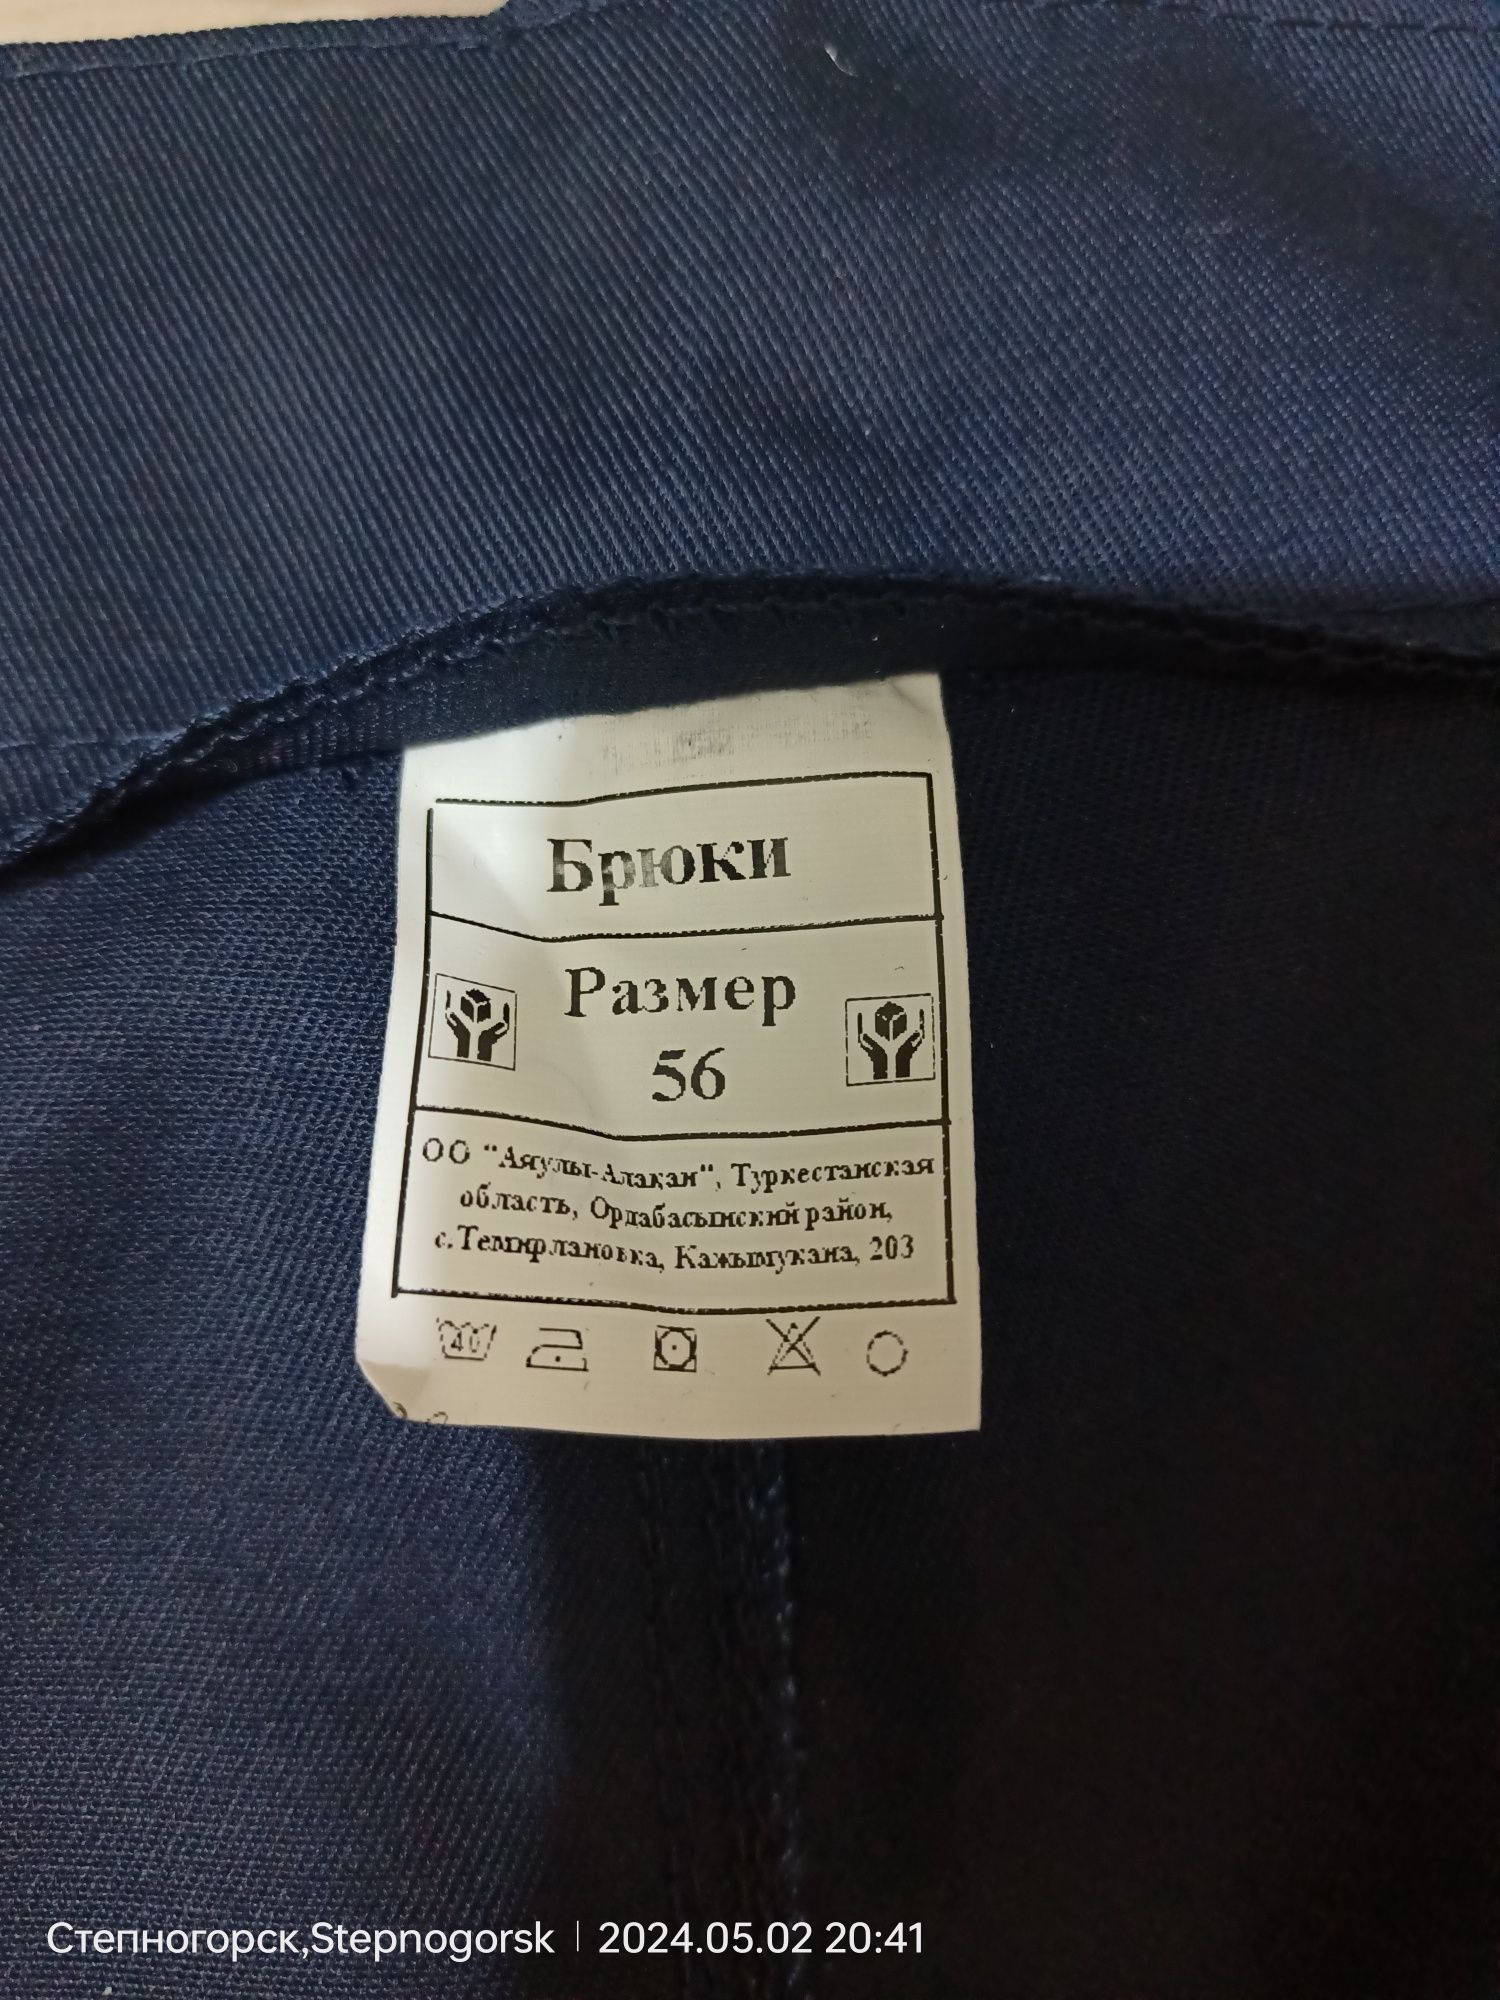 Брюки
Размер
56
ОО "Аяулы-Алақан", Туркестанская
область, Ордабасынский район,
с.Темирлановка, Кажымукана, 203
40
Степногорск,Stepnogorsk | 2024.05.02 20:41